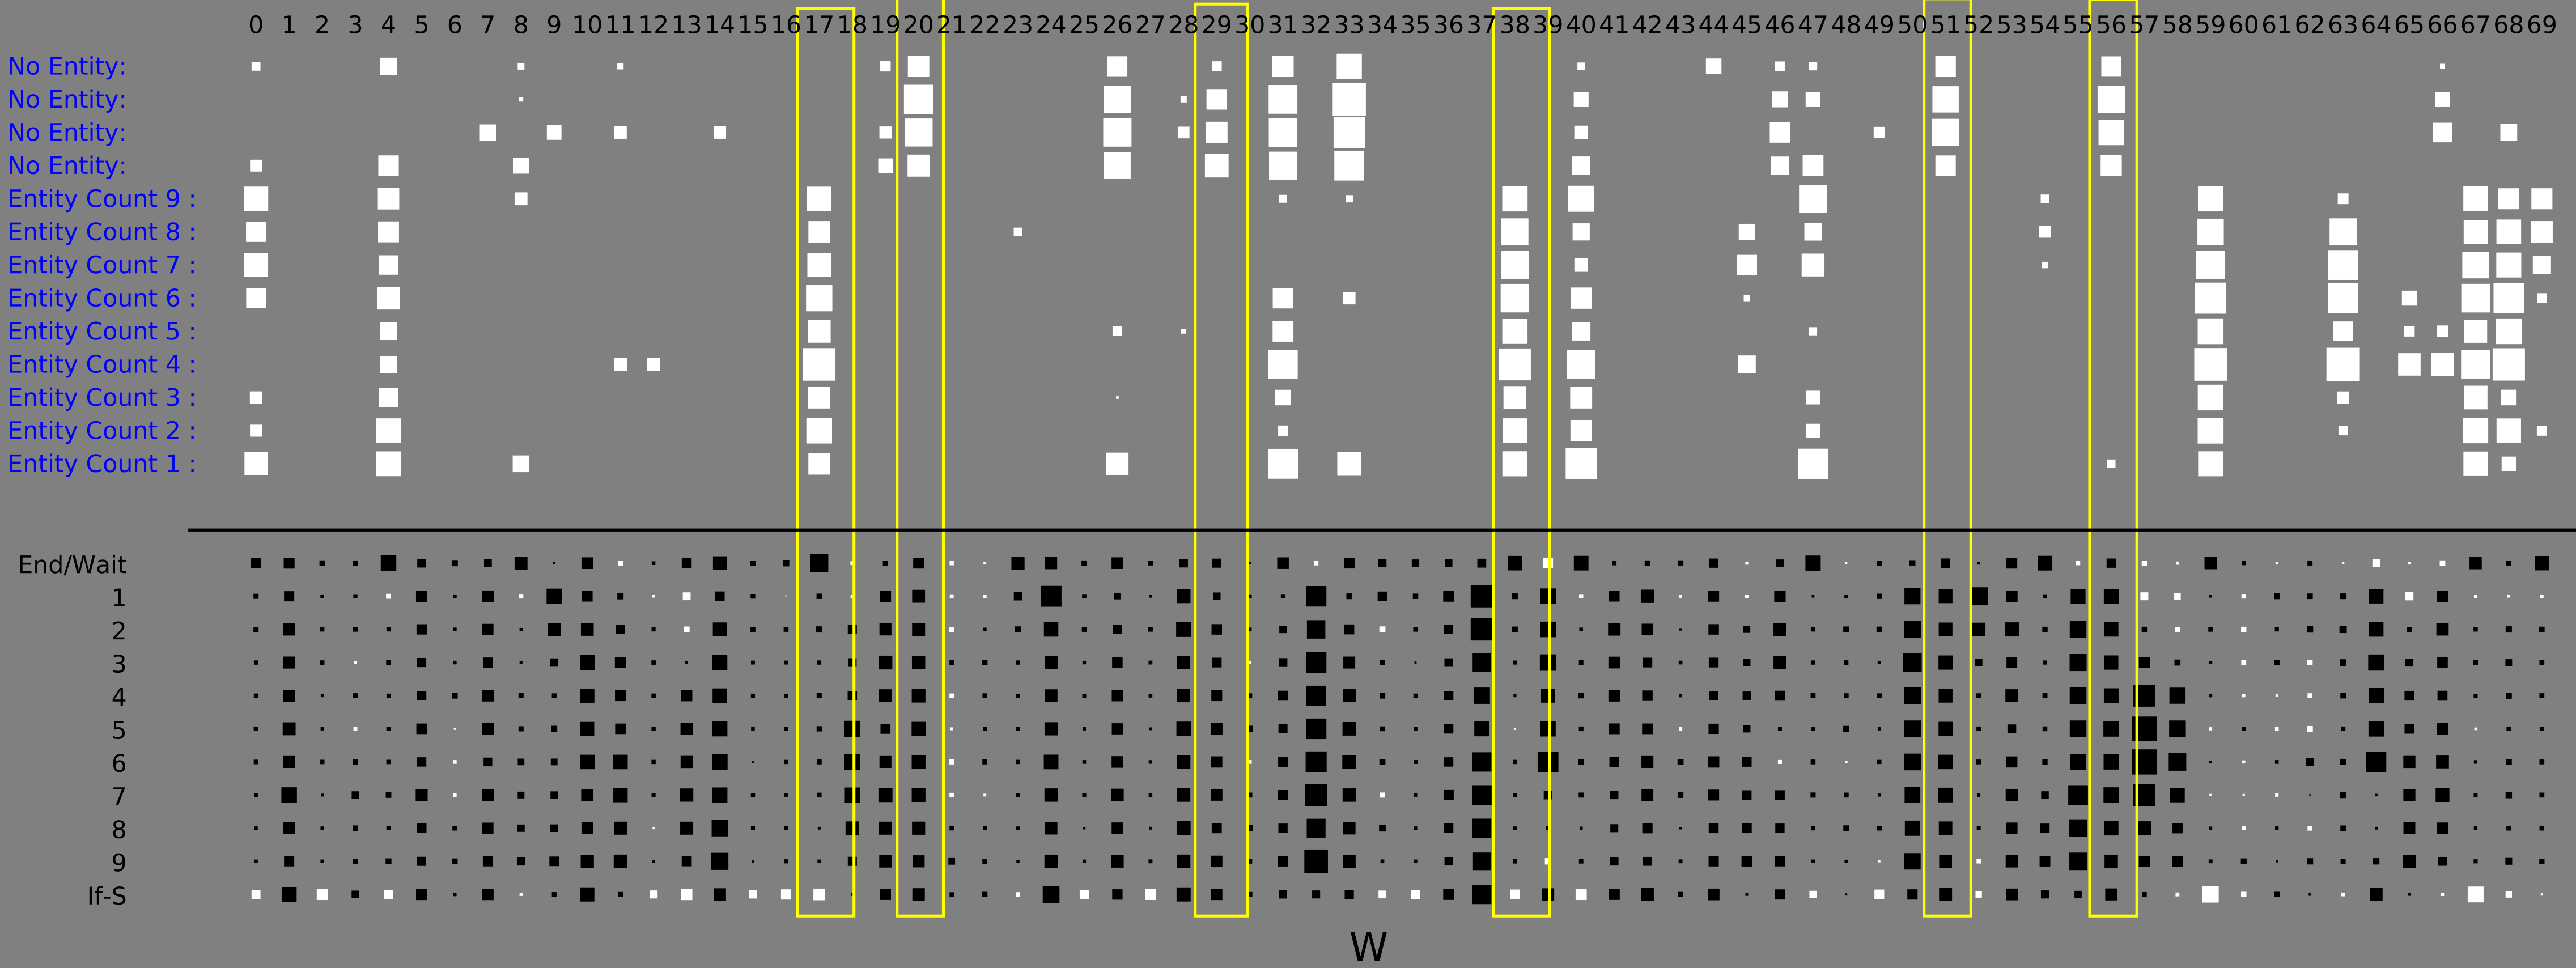 0 1 2 3 4 5 6 7 8 9 10 11 12 13 14 15 16 17 18 19 20 21 22 23 24 25 26 27 28 29 30 31 32 33 34 35 36 37 38 39 40 41 42 43 44 45 46 47 48 49 50 51 52 53 54 55 56 57 58 59 60 61 62 63 64 65 66 67 68 69
No Entity:
No Entity:
No Entity:
No Entity:
Entity Count 9 :
Entity Count 8 :
Entity Count 7 :
Entity Count 6 :
Entity Count 5 :
Entity Count 4 :
Entity Count 3 :
Entity Count 2 :
Entity Count 1 :
End/Wait
1
2
3
4
5
6
7
8
9
If-S
W